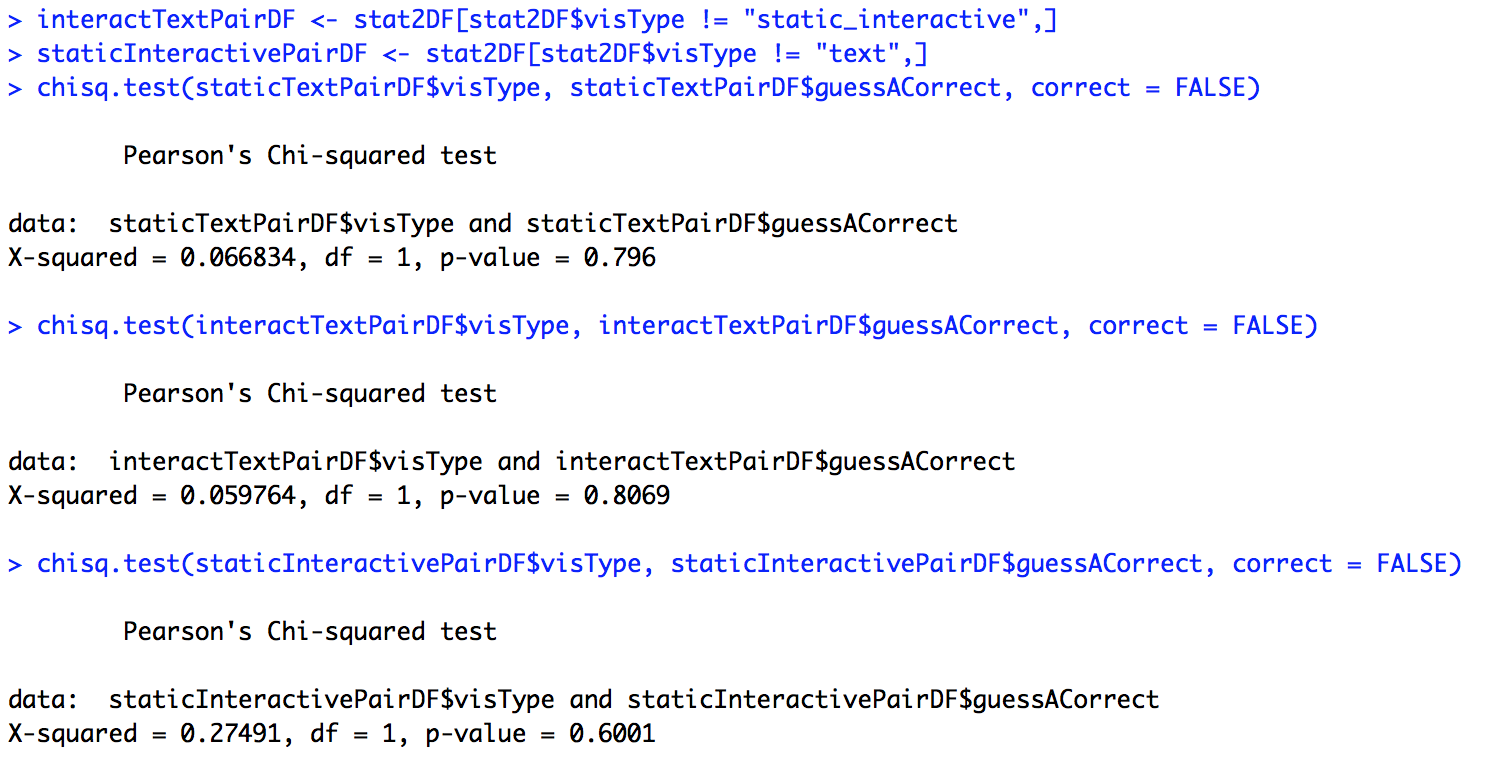 > interactTextPairDF <- stat2DF[stat2DF$visType != "static_interactive",]
> staticInteractivePairDF <- stat2DF[stat2DF$visType != "text",]
> chisq.test(staticTextPairDF$visType, staticTextPairDF$guessACorrect, correct = FALSE)
Pearson's Chi-squared test
data:  staticTextPairDF$visType and staticTextPairDF$guessACorrect
X-squared = 0.066834, df = 1, p-value = 0.796
> chisq.test(interactTextPairDF$visType, interactTextPairDF$guessACorrect, correct = FALSE)
Pearson's Chi-squared test
data:  interactTextPairDF$visType and interactTextPairDF$guessACorrect
X-squared = 0.059764, df = 1, p-value = 0.8069
> chisq.test(staticInteractivePairDF$visType, staticInteractivePairDF$guessACorrect, correct = FALSE)
Pearson's Chi-squared test
data:  staticInteractivePairDF$visType and staticInteractivePairDF$guessACorrect
X-squared = 0.27491, df = 1, p-value = 0.6001